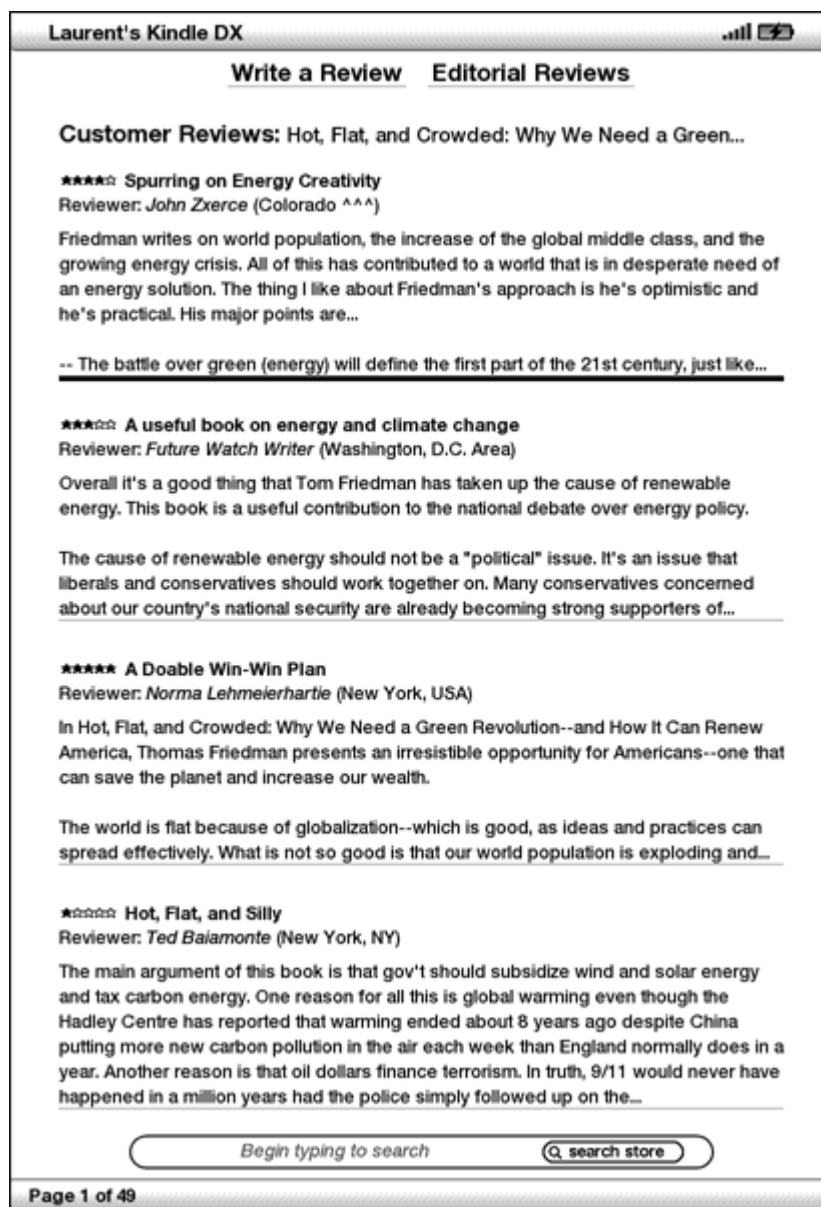 Laurent's Kindle DX
Write a Review Editorial Reviews
Customer Reviews: Hot, Flat, and Crowded: Why We Need a Green...
★★★★☆ Spurring on Energy Creativity
Reviewer: John Zxerce (Colorado ^^^)
Friedman writes on world population, the increase of the global middle class, and the
growing energy crisis. All of this has contributed to a world that is in desperate need of
an energy solution. The thing I like about Friedman's approach is he's optimistic and
he's practical. His major points are...
-- The battle over green (energy) will define the first part of the 21st century, just like...
★★★☆☆ A useful book on energy and climate change
Reviewer: Future Watch Writer (Washington, D.C. Area)
Overall it's a good thing that Tom Friedman has taken up the cause of renewable
energy. This book is a useful contribution to the national debate over energy policy.
The cause of renewable energy should not be a "political" issue. It's an issue that
liberals and conservatives should work together on. Many conservatives concerned
about our country's national security are already becoming strong supporters of...
★★★★★ A Doable Win-Win Plan
Reviewer: Norma Lehmeierhartie (New York, USA)
In Hot, Flat, and Crowded: Why We Need a Green Revolution--and How It Can Renew
America, Thomas Friedman presents an irresistible opportunity for Americans--one that
can save the planet and increase our wealth.
The world is flat because of globalization--which is good, as ideas and practices can
spread effectively. What is not so good is that our world population is exploding and...
★☆☆☆☆ Hot, Flat, and Silly
Reviewer: Ted Baiamonte (New York, NY)
The main argument of this book is that gov't should subsidize wind and solar energy
and tax carbon energy. One reason for all this is global warming even though the
Hadley Centre has reported that warming ended about 8 years ago despite China
putting more new carbon pollution in the air each week than England normally does in a
year. Another reason is that oil dollars finance terrorism. In truth, 9/11 would never have
happened in a million years had the police simply followed up on the...
Begin typing to search search store
Page 1 of 49